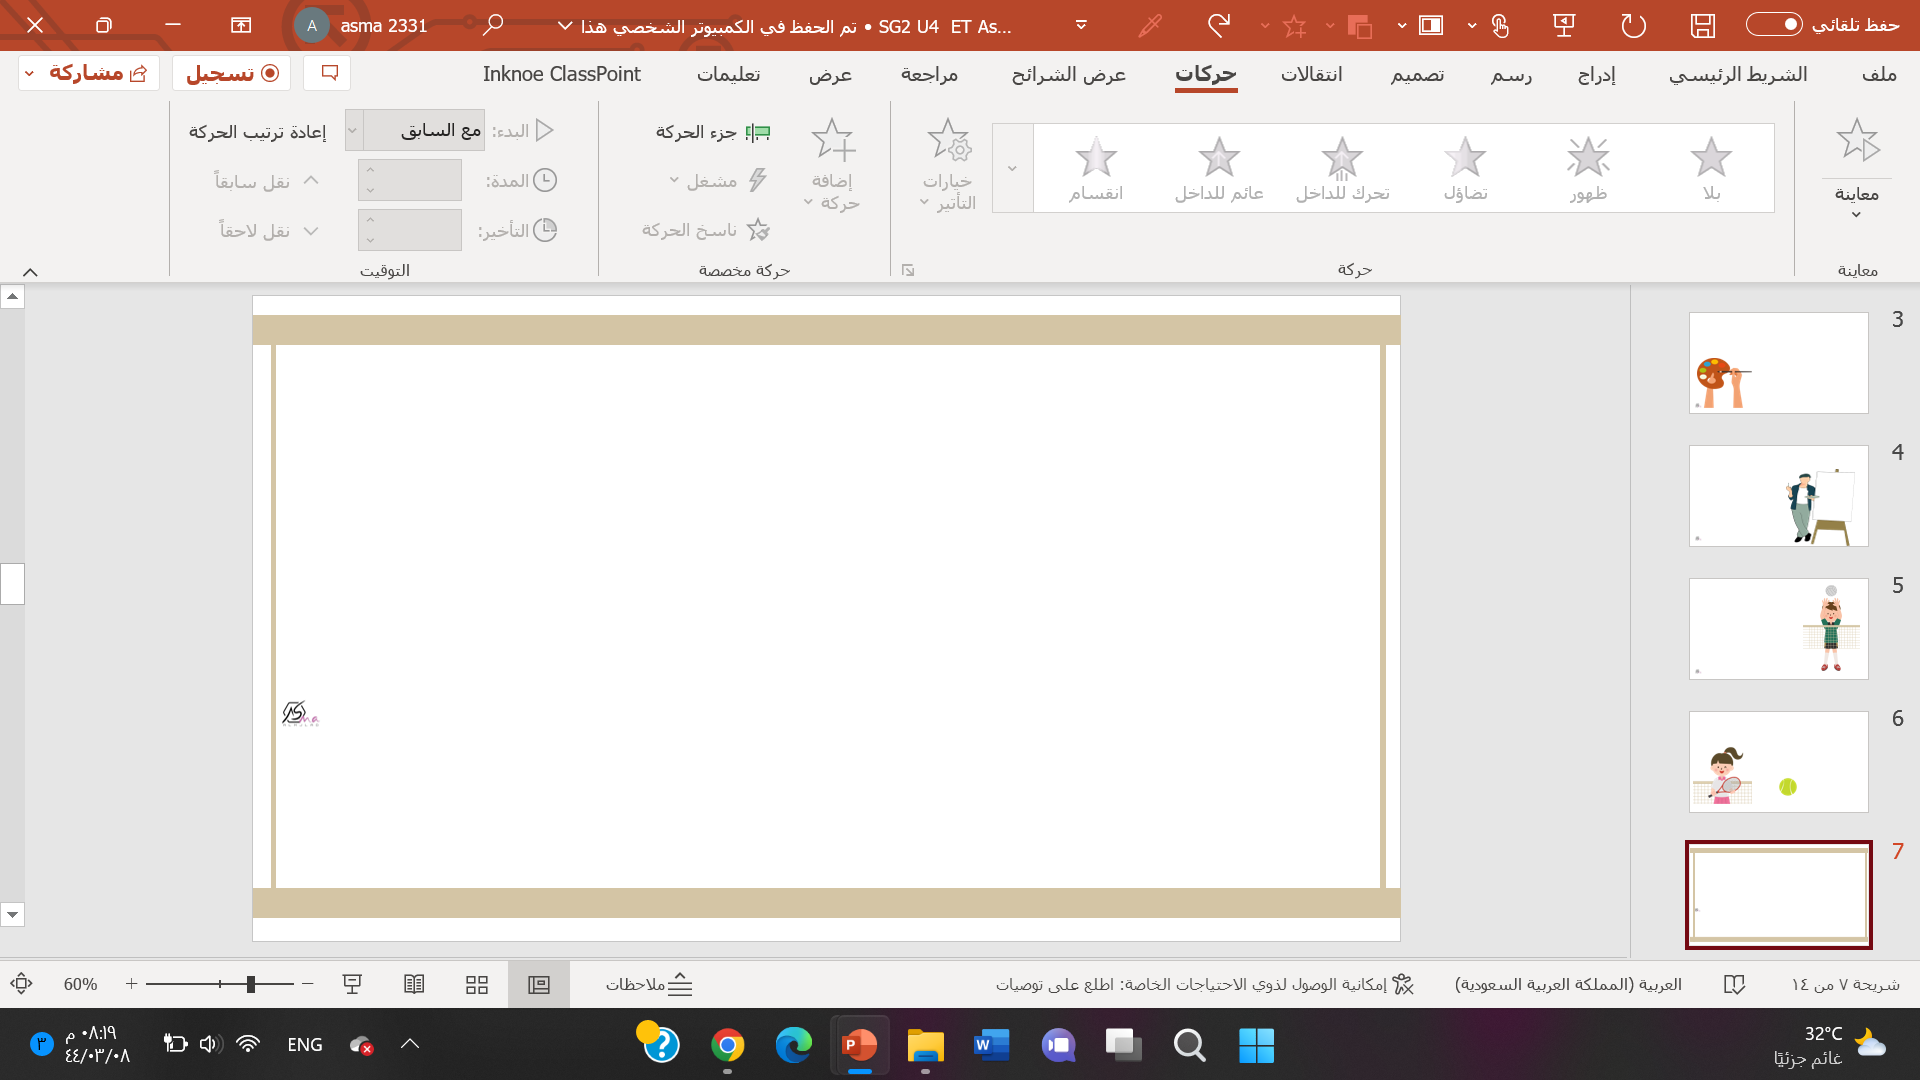 حفظ تلقائي
SG2 U4 ET As... • تم الحفظ في الكمبيوتر الشخصي هذا
asma 2331
A
ملف
الشريط الرئيسي
إدراج
رسم
تصميم
انتقالات
حركات
عرض الشرائح
مراجعة
عرض
تعليمات
Inknoe ClassPoint
تسجيل
مشاركة
معاينة
بلا
ظهور
تضاؤل
تحرك للداخل
عائم للداخل
انقسام
خيارات
التأثير
إضافة
حركة
جزء الحركة
مشغل
ناسخ الحركة
البدء:
مع السابق
المدة:
التأخير:
إعادة ترتيب الحركة
نقل سابقاً
نقل لاحقاً
معاينة
حركة
حركة مخصصة
التوقيت
3
4
5
6
7
شريحة ٧ من ١٤
العربية (المملكة العربية السعودية)
إمكانية الوصول لذوي الاحتياجات الخاصة: اطلع على توصيات
ملاحظات
60%
32°C
غائم جزئيًا
ENG
٠٨:١٩ م
٤٤/٠٣/٠٨
٣